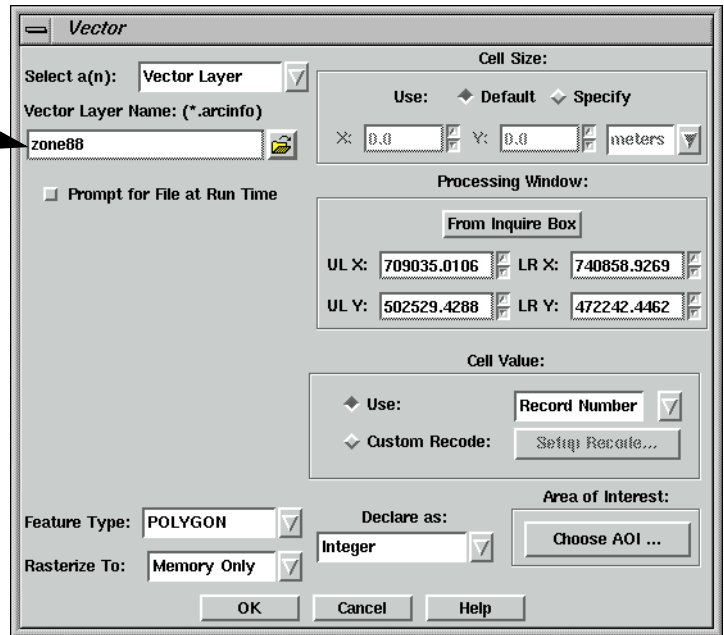 Vector
Select a(n): Vector Layer
Vector Layer Name: (*.arcinfo)
zone88
Prompt for File at Run Time
Cell Size:
Use: Default Specify
X: 0.0 Y: 0.0 meters
Processing Window:
From Inquire Box
UL X: 709035.0106 LR X: 740858.9269
UL Y: 502529.4288 LR Y: 472242.4462
Cell Value:
Use: Record Number
Custom Recode: Setup Recode...
Feature Type: POLYGON
Rasterize To: Memory Only
Declare as:
Integer
Area of Interest:
Choose AOI ...
OK Cancel Help